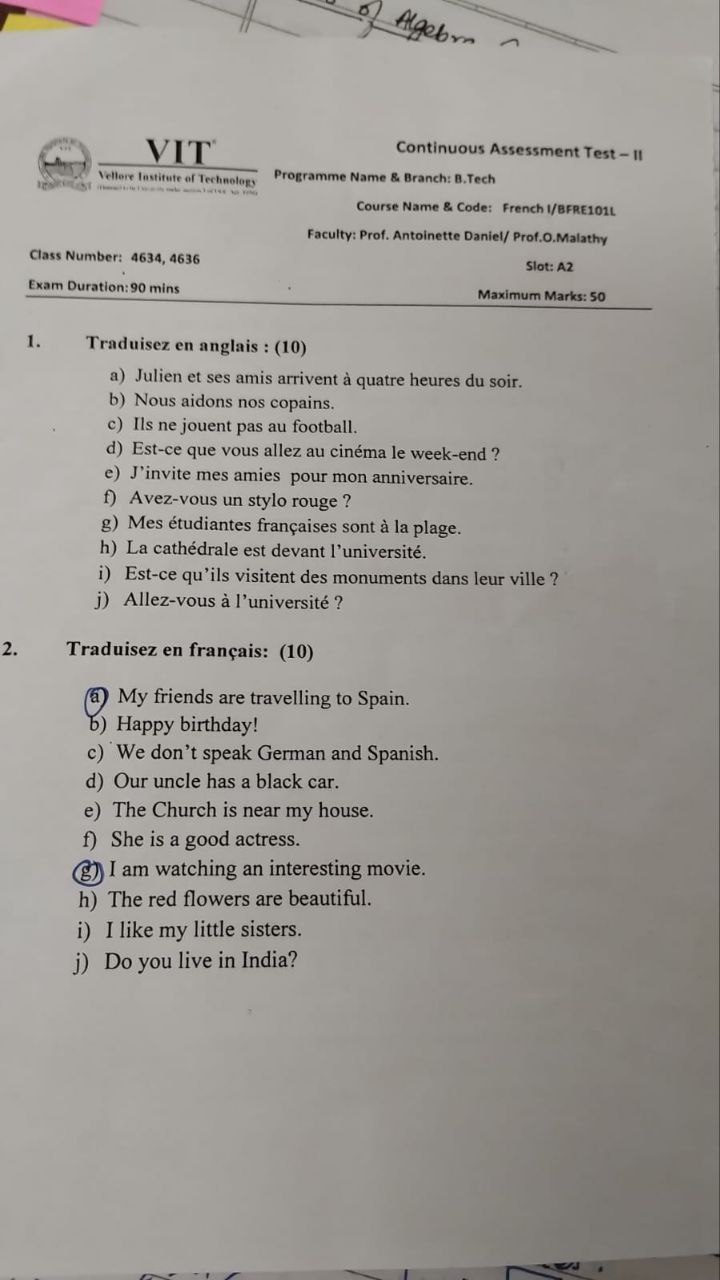 of Algebra
VIT
Vellore Institute of Technology
Continuous Assessment Test – II
Programme Name & Branch: B.Tech
Course Name & Code: French I/BFRE101L
Faculty: Prof. Antoinette Daniel/ Prof.O.Malathy
Class Number: 4634, 4636
Slot: A2
Exam Duration:90 mins
Maximum Marks: 50
1. Traduisez en anglais : (10)
a) Julien et ses amis arrivent à quatre heures du soir.
b) Nous aidons nos copains.
c) Ils ne jouent pas au football.
d) Est-ce que vous allez au cinéma le week-end ?
e) J’invite mes amies pour mon anniversaire.
f) Avez-vous un stylo rouge ?
g) Mes étudiantes françaises sont à la plage.
h) La cathédrale est devant l’université.
i) Est-ce qu’ils visitent des monuments dans leur ville ?
j) Allez-vous à l’université ?
2. Traduisez en français: (10)
a) My friends are travelling to Spain.
b) Happy birthday!
c) We don’t speak German and Spanish.
d) Our uncle has a black car.
e) The Church is near my house.
f) She is a good actress.
g) I am watching an interesting movie.
h) The red flowers are beautiful.
i) I like my little sisters.
j) Do you live in India?